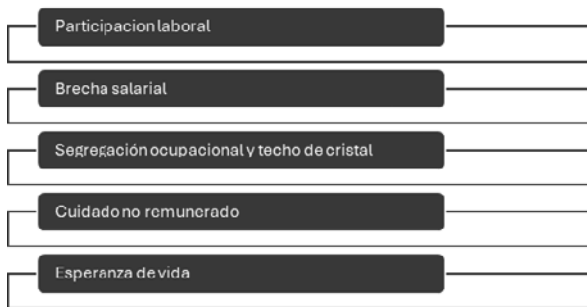 Participacion laboral
Brecha salarial
Segregación ocupacional y techo de cristal
Cuidado no remunerado
Esperanza de vida